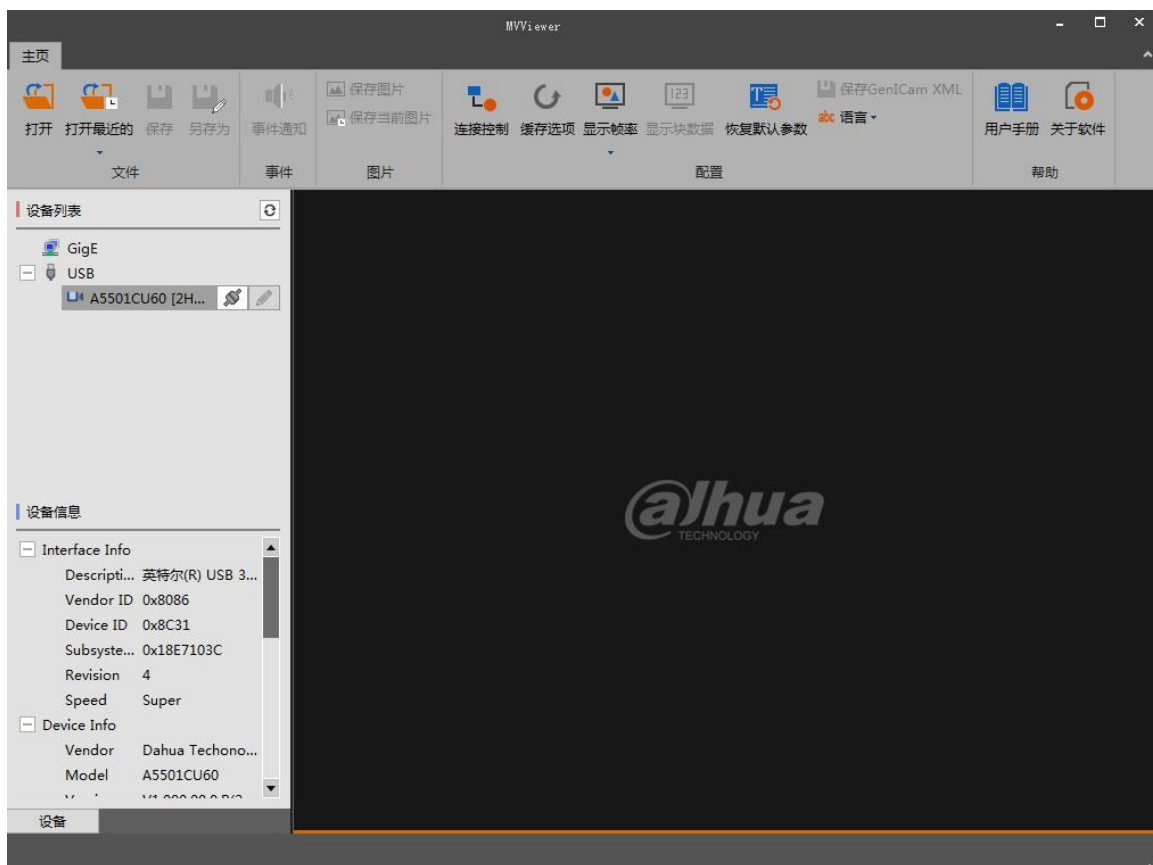 MVViewer
主页
打开 打开最近的 保存 另存为 事件通知 保存图片 保存当前图片 连接控制 缓存选项 显示帧率 显示块数据 恢复默认参数 保存GenICam XML abc 语言 用户手册 关于软件
文件 事件 图片 配置 帮助
设备列表
GigE
USB
A5501CU60 [2H...
设备信息
Interface Info
Descripti... 英特尔(R) USB 3...
Vendor ID 0x8086
Device ID 0x8C31
Subsyste... 0x18E7103C
Revision 4
Speed Super
Device Info
Vendor Dahua Techono...
Model A5501CU60
设备
alhua
TECHNOLOGY